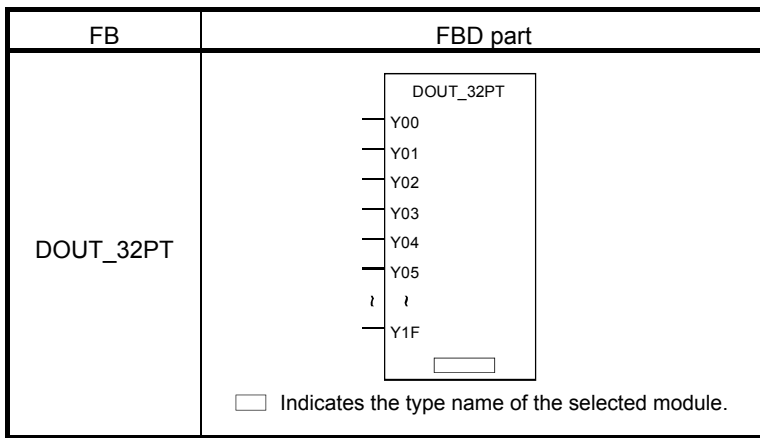 FB
FBD part
DOUT_32PT
DOUT_32PT
Y00
Y01
Y02
Y03
Y04
Y05
~ ~
Y1F
Indicates the type name of the selected module.